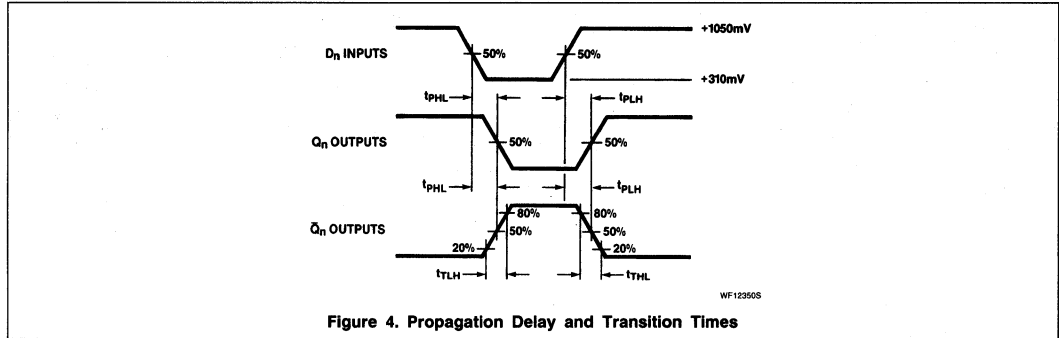 +1050mV
Dn INPUTS
50%
50%
+310mV
tPHL
tPLH
Qn OUTPUTS
50%
50%
tPHL
tPLH
80%
80%
Q̄n OUTPUTS
50%
50%
20%
20%
tTLH
tTHL
WF12350S
Figure 4. Propagation Delay and Transition Times